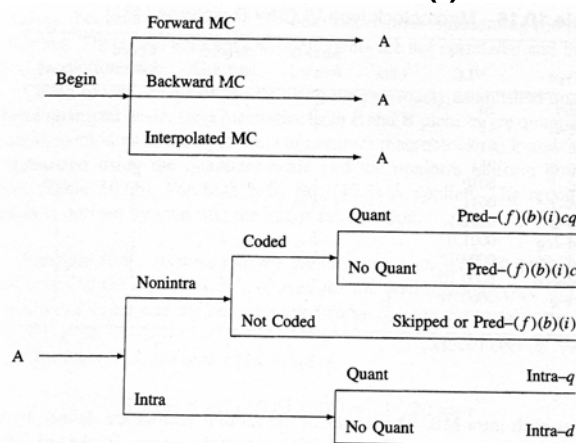 Forward MC A
Begin Backward MC A
Interpolated MC A
Quant Pred–(f)(b)(i)cq
Coded
No Quant Pred–(f)(b)(i)c
Nonintra
Not Coded Skipped or Pred–(f)(b)(i)
A
Quant Intra–q
Intra
No Quant Intra–d